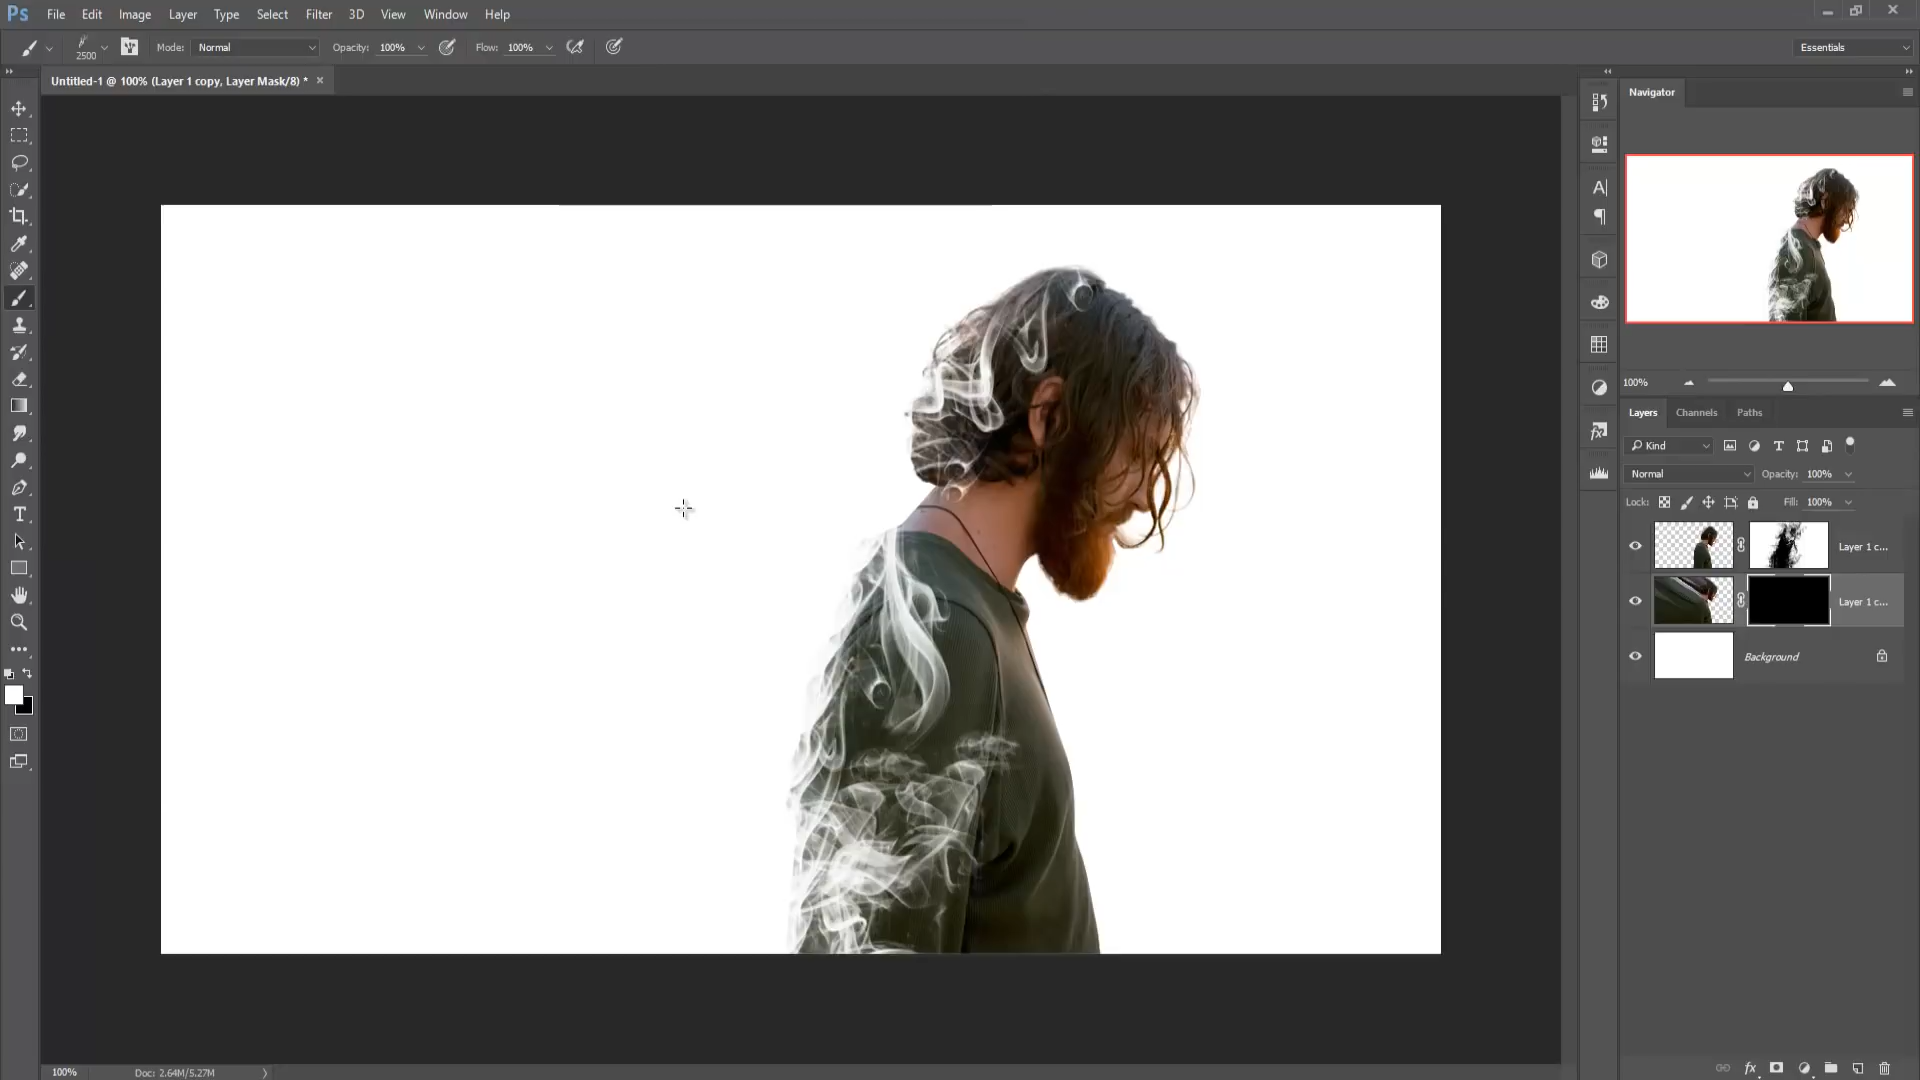 Ps File Edit Image Layer Type Select Filter 3D View Window Help
2500 Mode: Normal Opacity: 100% Flow: 100% Essentials
Untitled-1 @ 100% (Layer 1 copy, Layer Mask/8) * ×
Navigator
100%
Layers Channels Paths
Kind
Normal Opacity: 100%
Lock: Fill: 100%
Layer 1 c...
Layer 1 c...
Background
100% Doc: 2.64M/5.27M